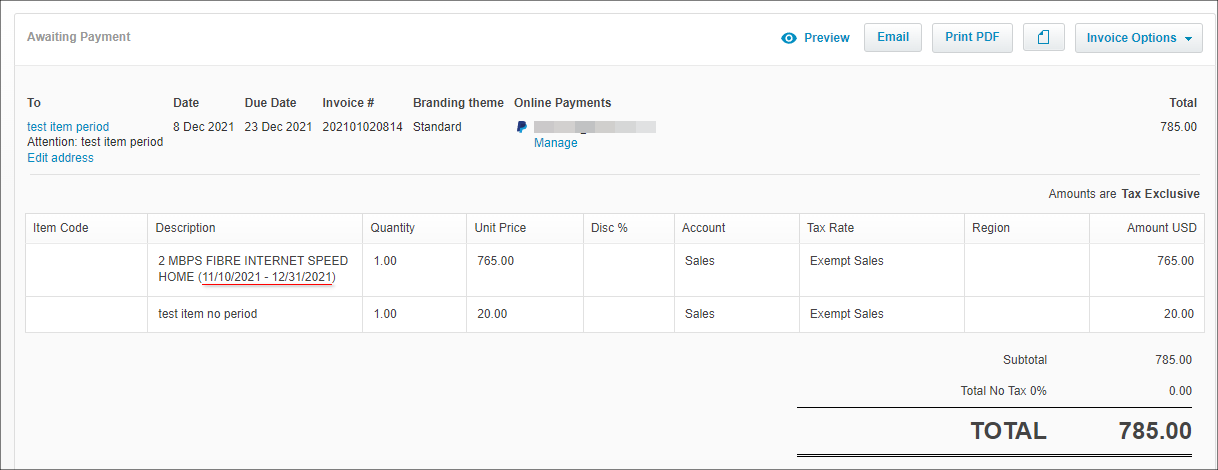 Awaiting Payment
Preview
Email
Print PDF
Invoice Options
To Date Due Date Invoice # Branding theme Online Payments Total
test item period 8 Dec 2021 23 Dec 2021 202101020814 Standard 785.00
Attention: test item period Manage
Edit address
Amounts are Tax Exclusive
Item Code Description Quantity Unit Price Disc % Account Tax Rate Region Amount USD
2 MBPS FIBRE INTERNET SPEED 1.00 765.00 Sales Exempt Sales 765.00
HOME (11/10/2021 - 12/31/2021)
test item no period 1.00 20.00 Sales Exempt Sales 20.00
Subtotal 785.00
Total No Tax 0% 0.00
TOTAL 785.00